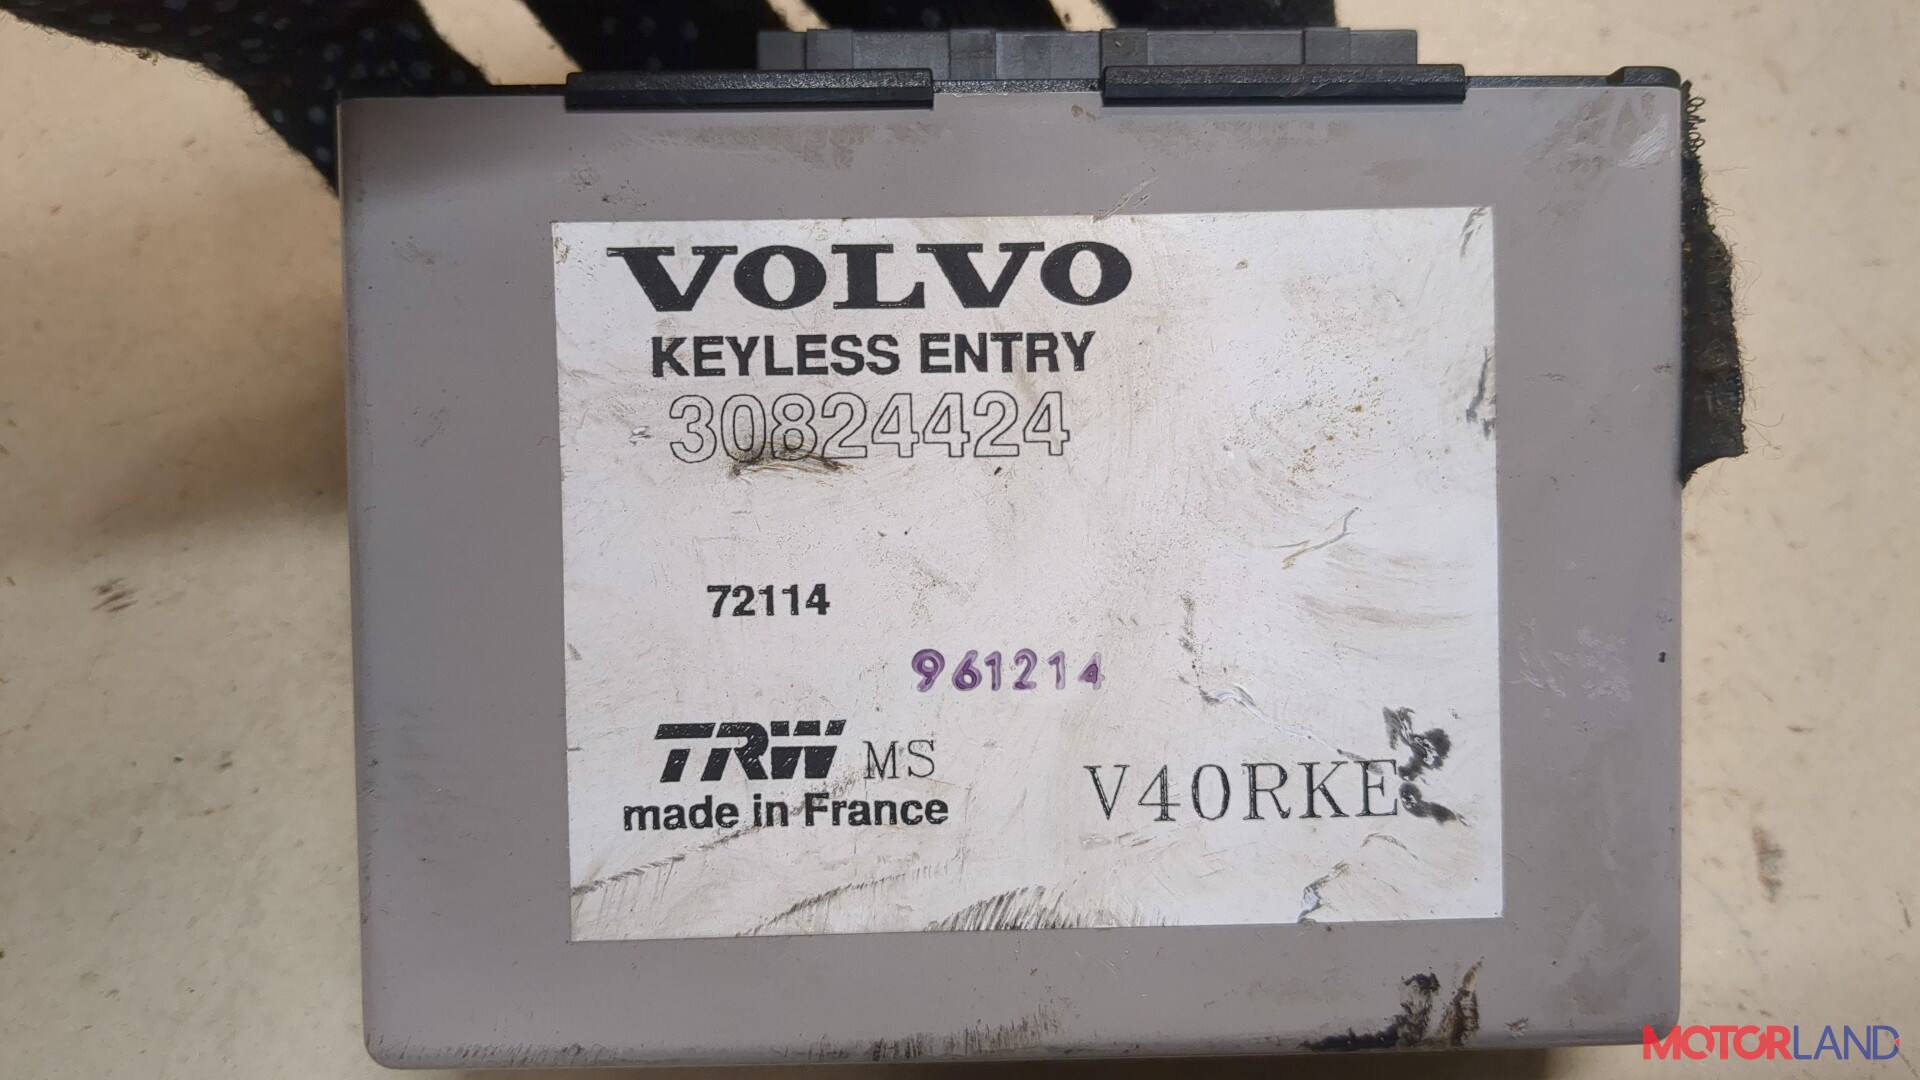 VOLVO
KEYLESS ENTRY
30824424
72114
961214
TRW MS
made in France
V40RKE
MOTORLAND